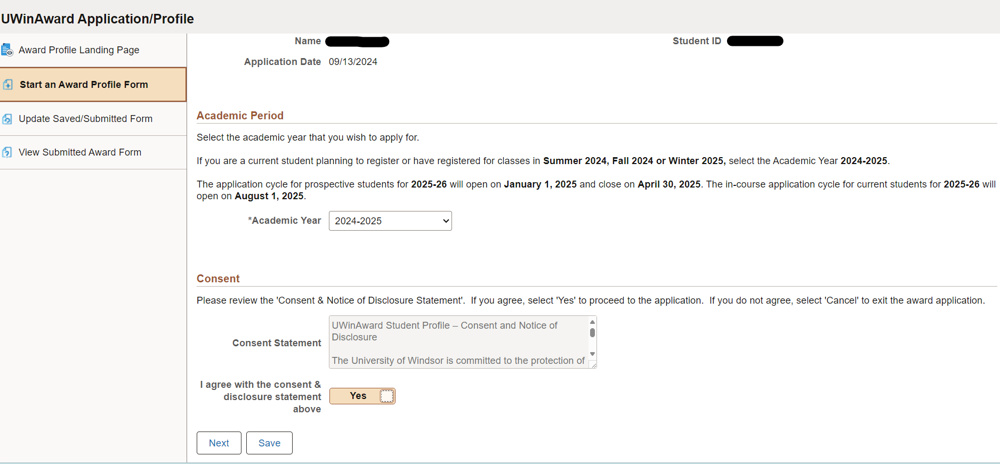 UWinAward Application/Profile
Award Profile Landing Page
Start an Award Profile Form
Update Saved/Submitted Form
View Submitted Award Form
Name
Student ID
Application Date 09/13/2024
Academic Period
Select the academic year that you wish to apply for.
If you are a current student planning to register or have registered for classes in Summer 2024, Fall 2024 or Winter 2025, select the Academic Year 2024-2025.
The application cycle for prospective students for 2025-26 will open on January 1, 2025 and close on April 30, 2025. The in-course application cycle for current students for 2025-26 will
open on August 1, 2025.
*Academic Year 2024-2025
Consent
Please review the 'Consent & Notice of Disclosure Statement'.  If you agree, select 'Yes' to proceed to the application.  If you do not agree, select 'Cancel' to exit the award application.
Consent Statement
UWinAward Student Profile – Consent and Notice of
Disclosure
The University of Windsor is committed to the protection of
I agree with the consent &
disclosure statement
above
Yes
Next Save